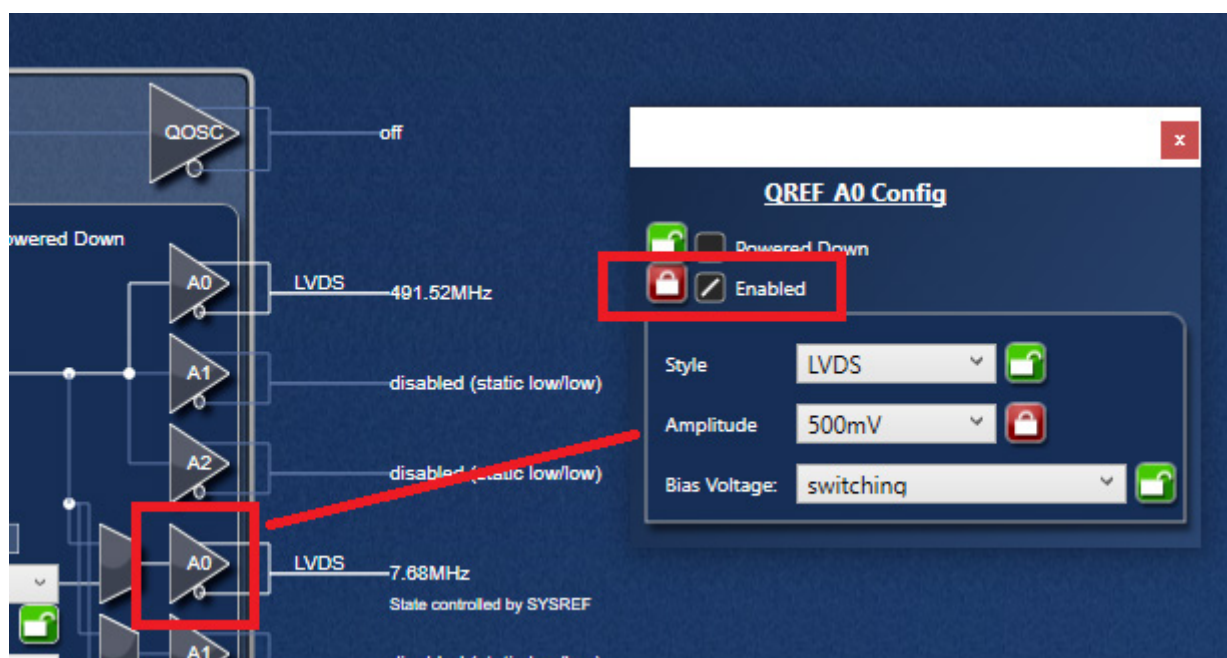 QOSC
off
Powered Down
A0
Q
LVDS
491.52MHz
A1
Q
disabled (static low/low)
A2
Q
disabled (static low/low)
A0
Q
LVDS
7.68MHz
State controlled by SYSREF
A1
x
QREF A0 Config
Powered Down
Enabled
Style
LVDS
Amplitude
500mV
Bias Voltage:
switching